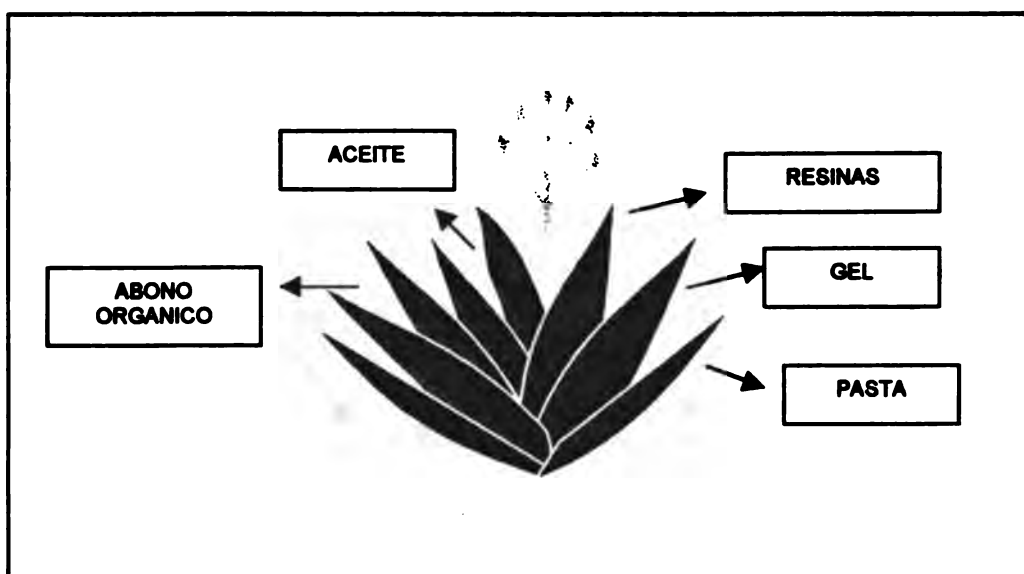 ACEITE
RESINAS
GEL
ABONO
ORGANICO
PASTA